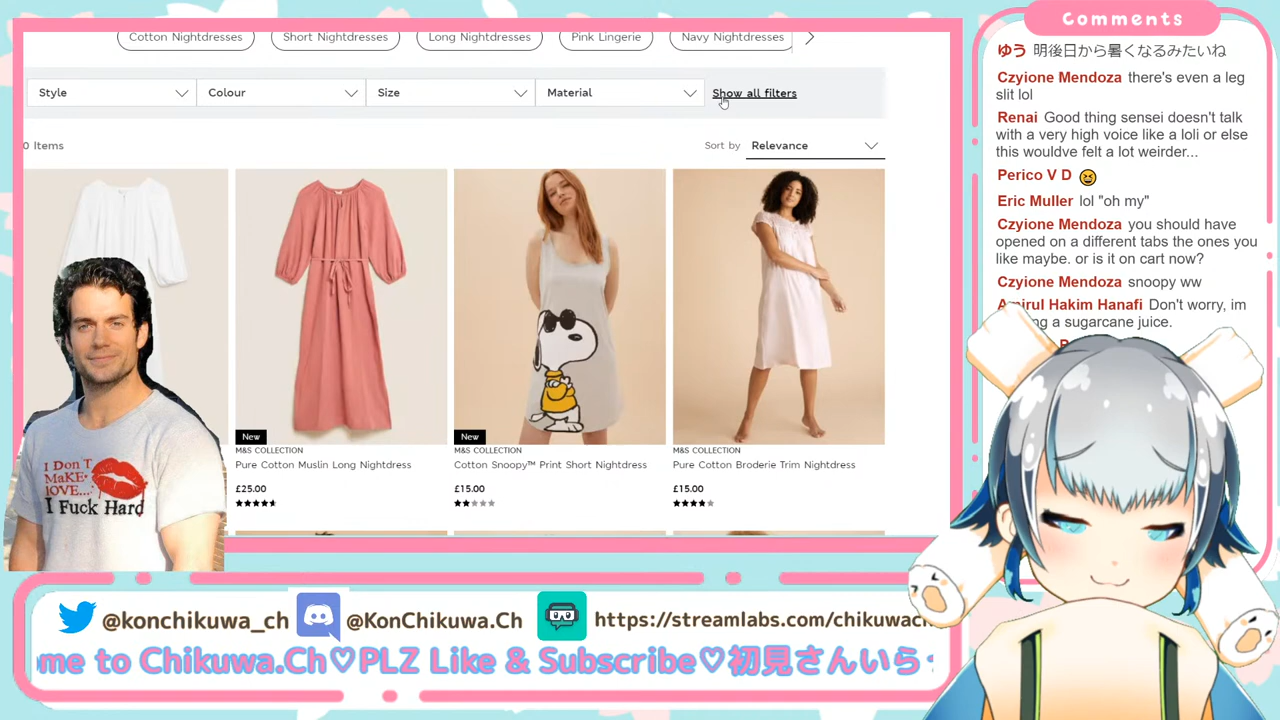 Cotton Nightdresses
Short Nightdresses
Long Nightdresses
Pink Lingerie
Navy Nightdresses
Style
Colour
Size
Material
Show all filters
0 Items
Sort by
Relevance
New
M&S COLLECTION
Pure Cotton Muslin Long Nightdress
£25.00
New
M&S COLLECTION
Cotton Snoopy™ Print Short Nightdress
£15.00
M&S COLLECTION
Pure Cotton Broderie Trim Nightdress
£15.00
I DON'T
MAKE
LOVE...
I Fuck Hard
Comments
ゆう 明後日から暑くなるみたいね
Czyione Mendoza there's even a leg
slit lol
Renai Good thing sensei doesn't talk
with a very high voice like a loli or else
this wouldve felt a lot weirder...
Perico V D 😆
Eric Muller lol "oh my"
Czyione Mendoza you should have
opened on a different tabs the ones you
like maybe. or is it on cart now?
Czyione Mendoza snoopy ww
Amirul Hakim Hanafi Don't worry, im
a sugarcane juice.
@konchikuwa_ch
@KonChikuwa.Ch
https://streamlabs.com/chikuwach
me to Chikuwa.Ch♡PLZ Like & Subscribe♡初見さんいら